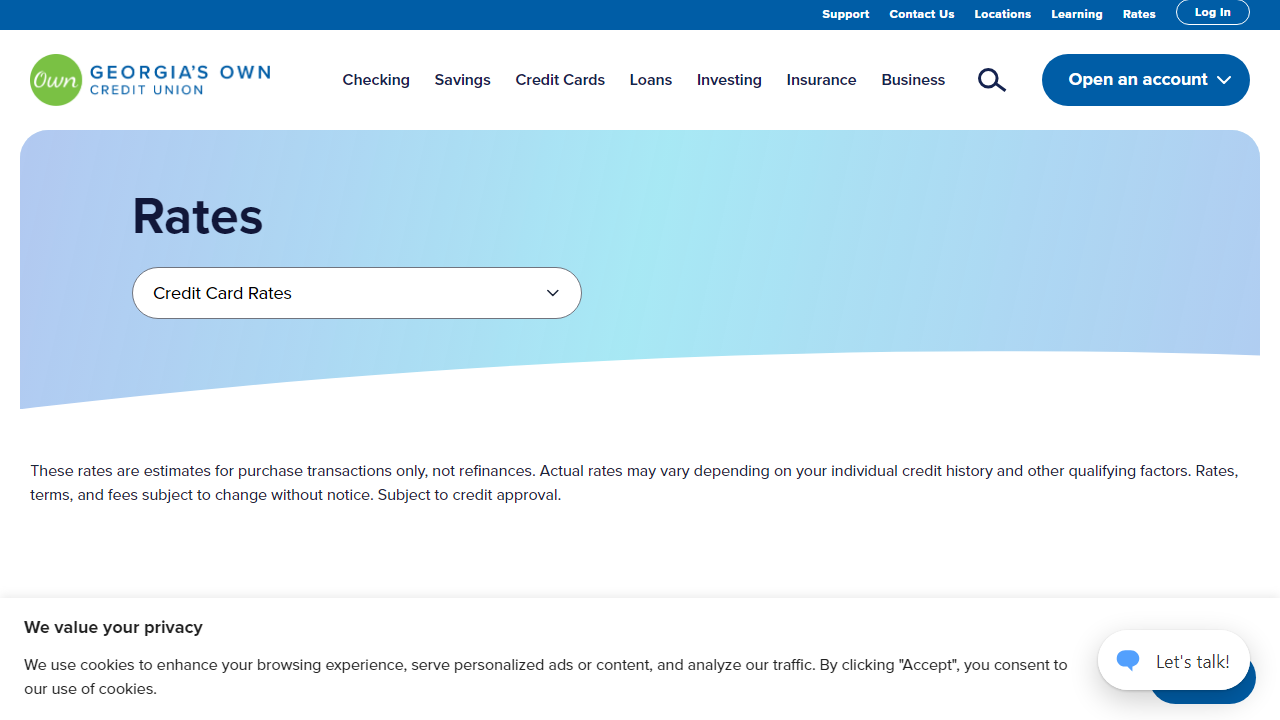 Support Contact Us Locations Learning Rates Log In
Own GEORGIA'S OWN
CREDIT UNION
Checking Savings Credit Cards Loans Investing Insurance Business Open an account
Rates
Credit Card Rates
These rates are estimates for purchase transactions only, not refinances. Actual rates may vary depending on your individual credit history and other qualifying factors. Rates,
terms, and fees subject to change without notice. Subject to credit approval.
We value your privacy
We use cookies to enhance your browsing experience, serve personalized ads or content, and analyze our traffic. By clicking "Accept", you consent to
our use of cookies.
Let's talk!